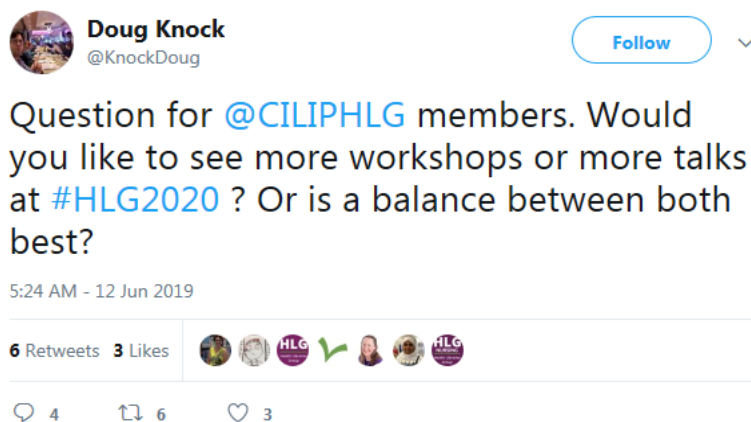 Doug Knock
@KnockDoug
Follow
Question for @CILIPHLG members. Would
you like to see more workshops or more talks
at #HLG2020 ? Or is a balance between both
best?
5:24 AM - 12 Jun 2019
6 Retweets 3 Likes
HLG
HLG
4 6 3